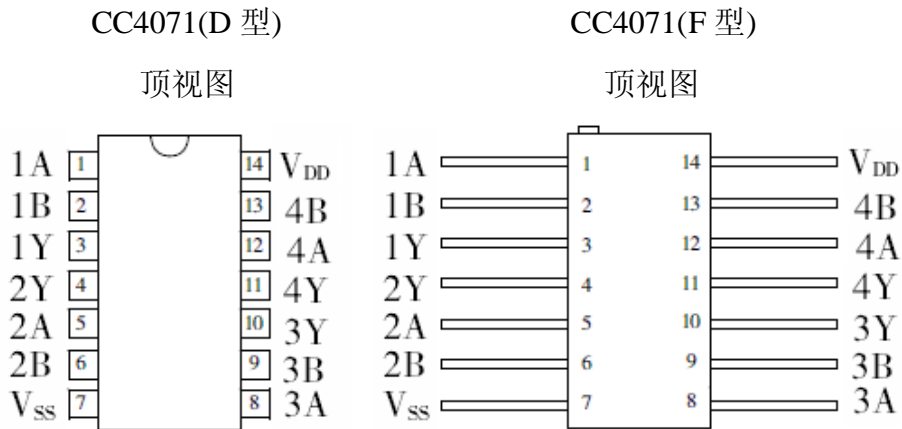 CC4071(D 型) CC4071(F 型)
顶视图 顶视图
1A 1 14 VDD 1A 1 14 VDD
1B 2 13 4B 1B 2 13 4B
1Y 3 12 4A 1Y 3 12 4A
2Y 4 11 4Y 2Y 4 11 4Y
2A 5 10 3Y 2A 5 10 3Y
2B 6 9 3B 2B 6 9 3B
VSS 7 8 3A VSS 7 8 3A